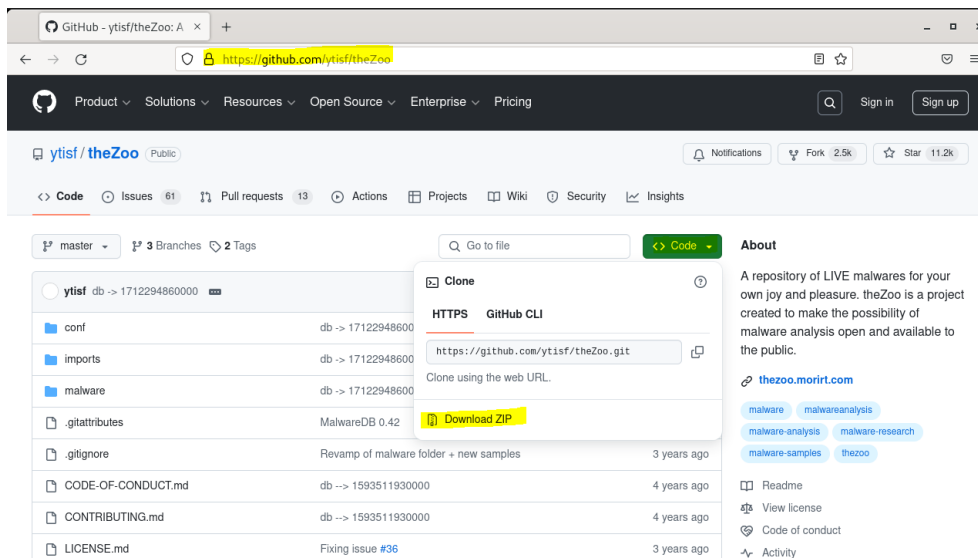 GitHub - ytisf/theZoo: A
https://github.com/ytisf/theZoo
Product Solutions Resources Open Source Enterprise Pricing Sign in Sign up
ytisf / theZoo Public Notifications Fork 2.5k Star 11.2k
Code Issues 61 Pull requests 13 Actions Projects Wiki Security Insights
master 3 Branches 2 Tags Go to file Code
ytisf db -> 1712294860000
conf db -> 17122948600
imports db -> 17122948600
malware db -> 17122948600
.gitattributes MalwareDB 0.42
.gitignore Revamp of malware folder + new samples 3 years ago
CODE-OF-CONDUCT.md db --> 1593511930000 4 years ago
CONTRIBUTING.md db --> 1593511930000 4 years ago
LICENSE.md Fixing issue #36 3 years ago
Clone
HTTPS GitHub CLI
https://github.com/ytisf/theZoo.git
Clone using the web URL.
Download ZIP
About
A repository of LIVE malwares for your
own joy and pleasure. theZoo is a project
created to make the possibility of
malware analysis open and available to
the public.
thezoo.morirt.com
malware malwareanalysis
malware-analysis malware-research
malware-samples thezoo
Readme
View license
Code of conduct
Activity